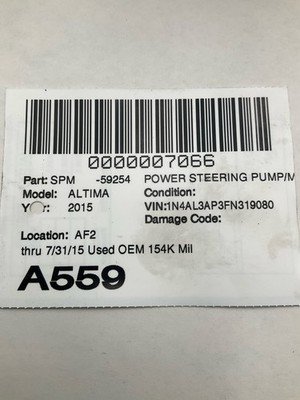 0000007066
Part: SPM -59254 POWER STEERING PUMP/M
Model: ALTIMA Condition:
Year: 2015 VIN:1N4AL3AP3FN319080
Damage Code:
Location: AF2
thru 7/31/15 Used OEM 154K Mil
A559